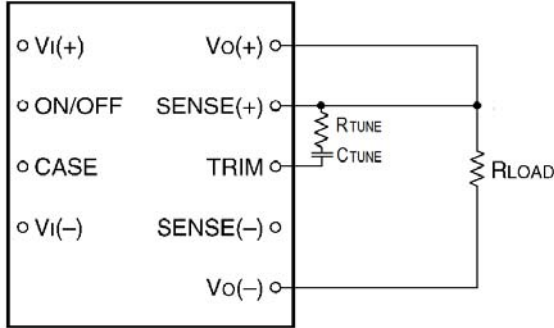 VI(+)
VO(+)
ON/OFF
SENSE(+)
RTUNE
CTUNE
CASE
TRIM
RLOAD
VI(–)
SENSE(–)
VO(–)